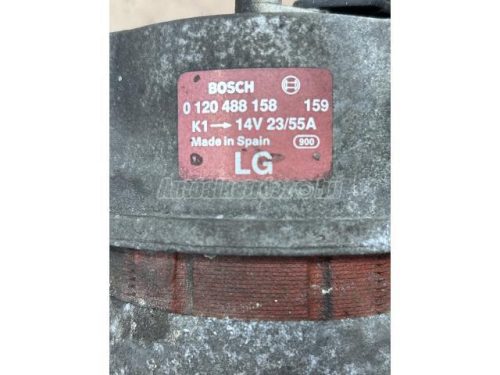 BOSCH
0 120 488 158 159
K1→ 14V 23/55A
Made in Spain 900
LG